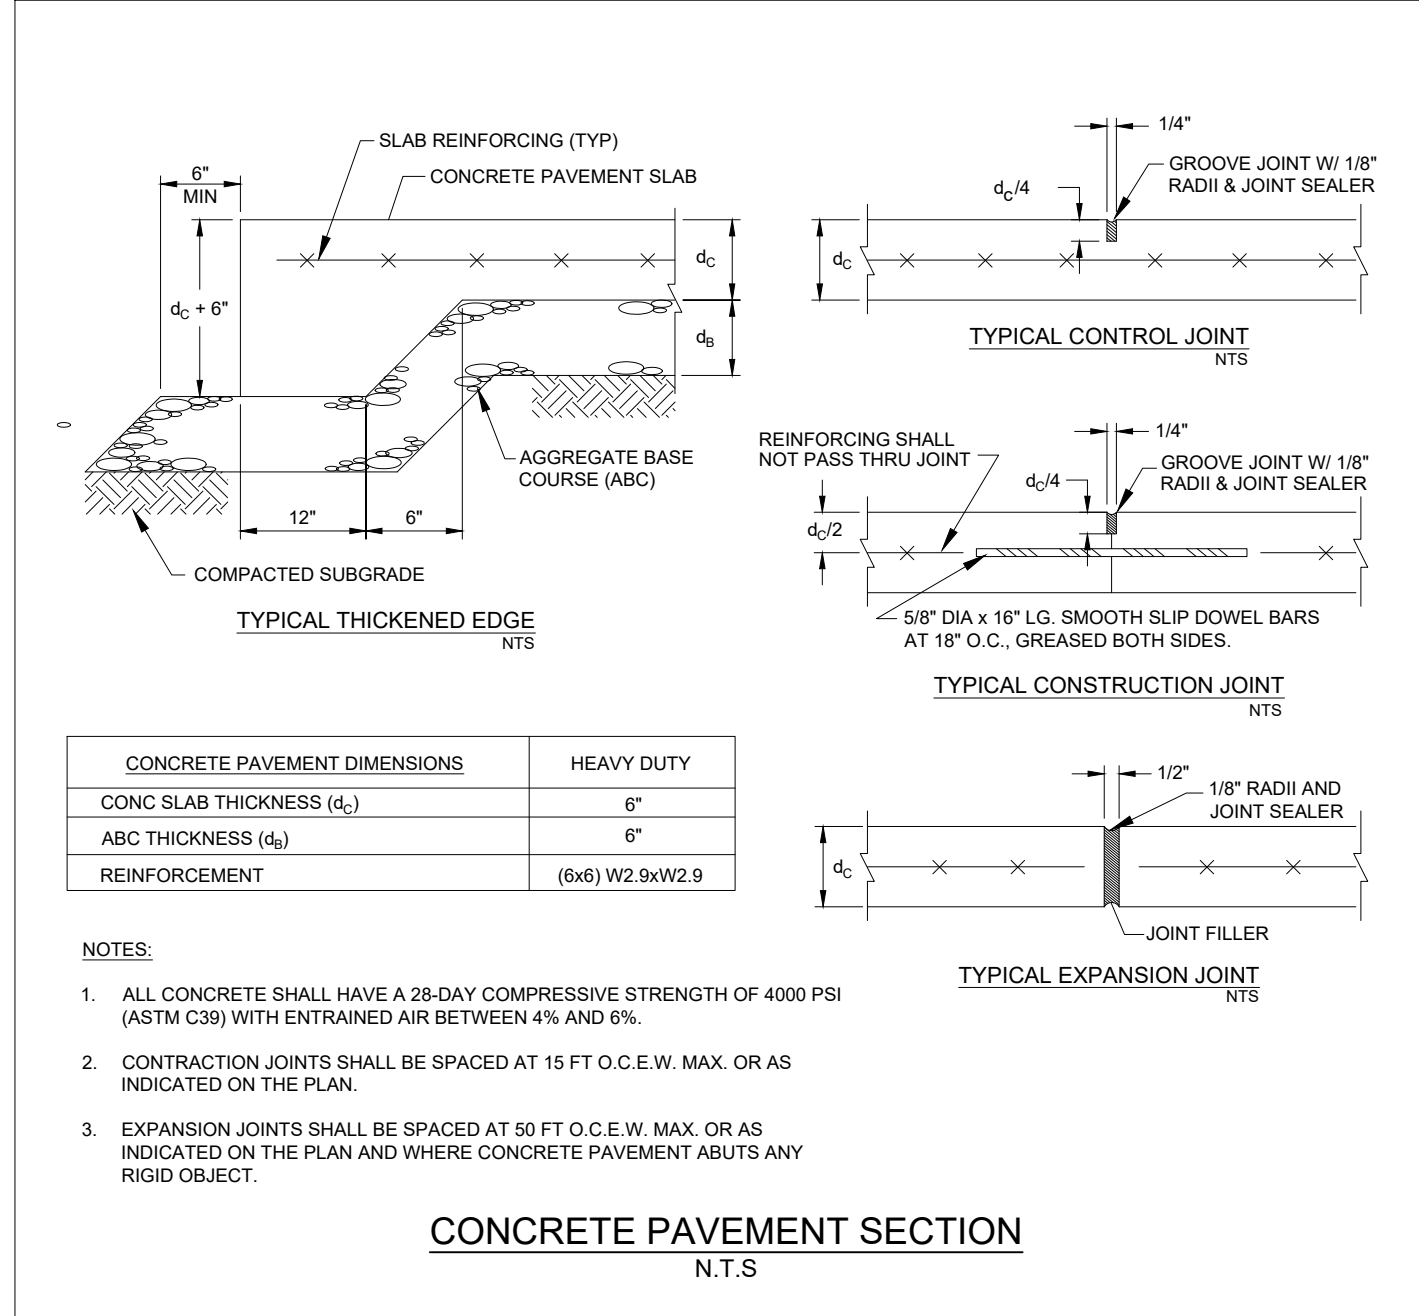 SLAB REINFORCING (TYP)
CONCRETE PAVEMENT SLAB
6"
MIN
dC + 6"
dC
dB
AGGREGATE BASE
COURSE (ABC)
12"
6"
COMPACTED SUBGRADE
TYPICAL THICKENED EDGE
NTS
1/4"
GROOVE JOINT W/ 1/8"
RADII & JOINT SEALER
dC/4
dC
TYPICAL CONTROL JOINT
NTS
REINFORCING SHALL
NOT PASS THRU JOINT
1/4"
GROOVE JOINT W/ 1/8"
RADII & JOINT SEALER
dC/4
dC/2
5/8" DIA x 16" LG. SMOOTH SLIP DOWEL BARS
AT 18" O.C., GREASED BOTH SIDES.
TYPICAL CONSTRUCTION JOINT
NTS
CONCRETE PAVEMENT DIMENSIONS HEAVY DUTY
CONC SLAB THICKNESS (dC) 6"
ABC THICKNESS (dB) 6"
REINFORCEMENT (6x6) W2.9xW2.9
1/2"
1/8" RADII AND
JOINT SEALER
dC
JOINT FILLER
TYPICAL EXPANSION JOINT
NTS
NOTES:
1. ALL CONCRETE SHALL HAVE A 28-DAY COMPRESSIVE STRENGTH OF 4000 PSI
(ASTM C39) WITH ENTRAINED AIR BETWEEN 4% AND 6%.
2. CONTRACTION JOINTS SHALL BE SPACED AT 15 FT O.C.E.W. MAX. OR AS
INDICATED ON THE PLAN.
3. EXPANSION JOINTS SHALL BE SPACED AT 50 FT O.C.E.W. MAX. OR AS
INDICATED ON THE PLAN AND WHERE CONCRETE PAVEMENT ABUTS ANY
RIGID OBJECT.
CONCRETE PAVEMENT SECTION
N.T.S